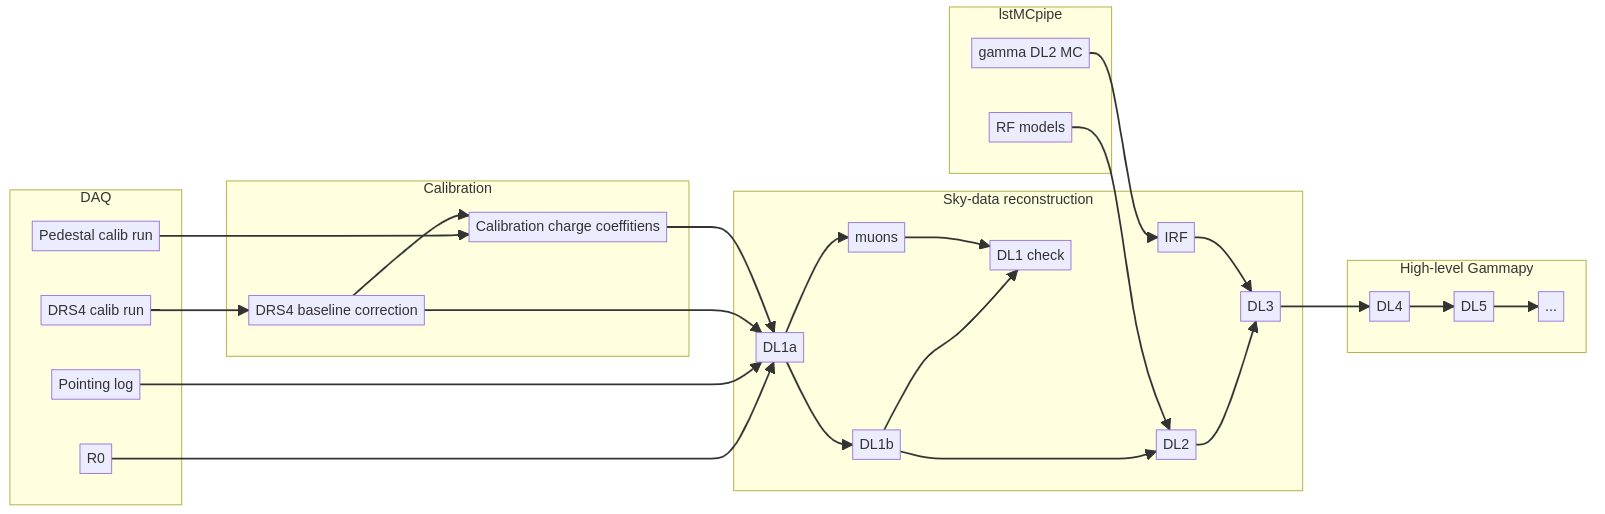 lstMCpipe
gamma DL2 MC
RF models
DAQ
Pedestal calib run
DRS4 calib run
Pointing log
R0
Calibration
Calibration charge coeffitiens
DRS4 baseline correction
Sky-data reconstruction
muons
DL1 check
IRF
DL1a
DL3
DL1b
DL2
High-level Gammapy
DL4
DL5
...